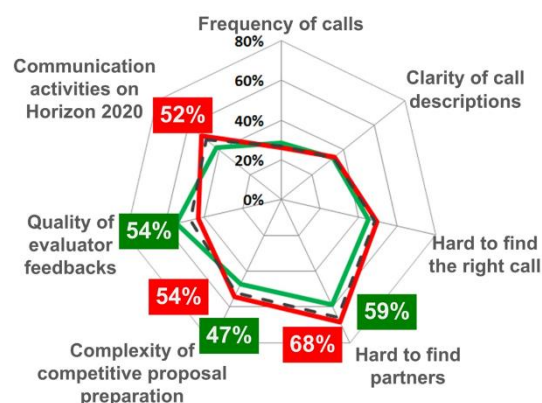 Frequency of calls
80%
60%
40%
20%
0%
Clarity of call
descriptions
Hard to find
the right call
59%
Hard to find
partners
68%
47%
Complexity of
competitive proposal
preparation
54%
Quality of
evaluator
feedbacks
54%
Communication
activities on
Horizon 2020
52%